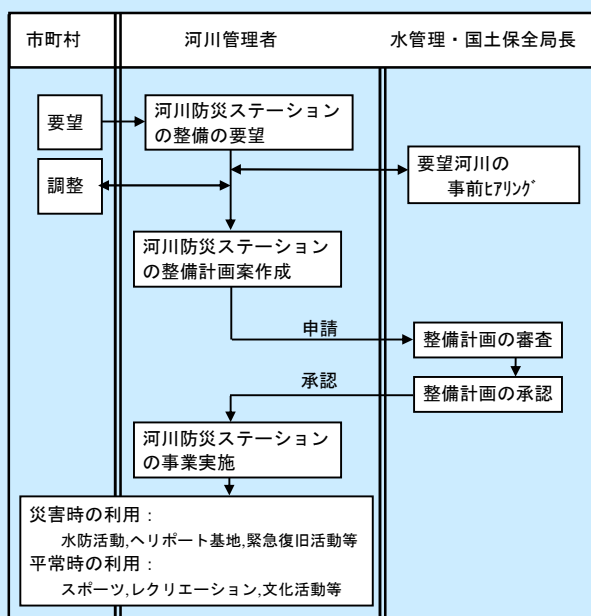 市町村
河川管理者
水管理・国土保全局長
要望
河川防災ステーション
の整備の要望
調整
要望河川の
事前ﾋｱﾘﾝｸﾞ
河川防災ステーション
の整備計画案作成
申請
整備計画の審査
承認
整備計画の承認
河川防災ステーション
の事業実施
災害時の利用：
水防活動,ヘリポート基地,緊急復旧活動等
平常時の利用：
スポーツ,レクリエーション,文化活動等